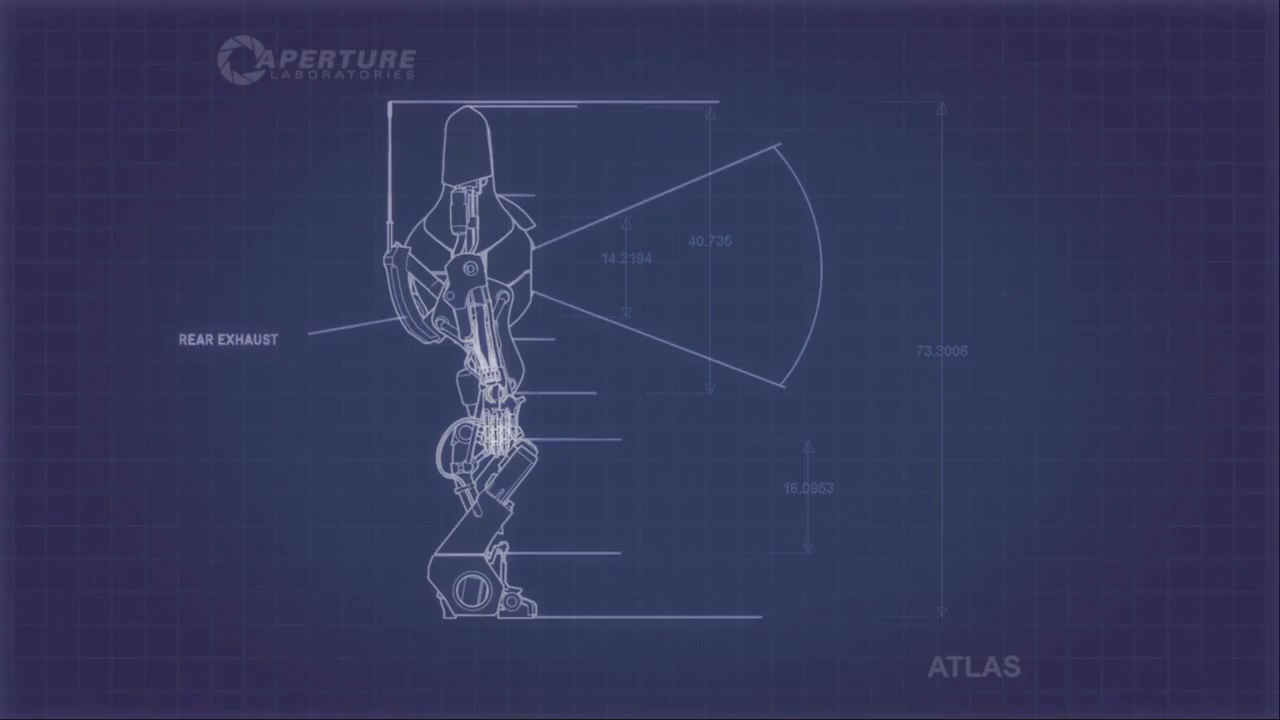 APERTURE
LABORATORIES
40.735
14.2194
REAR EXHAUST
73.3006
16.0953
ATLAS